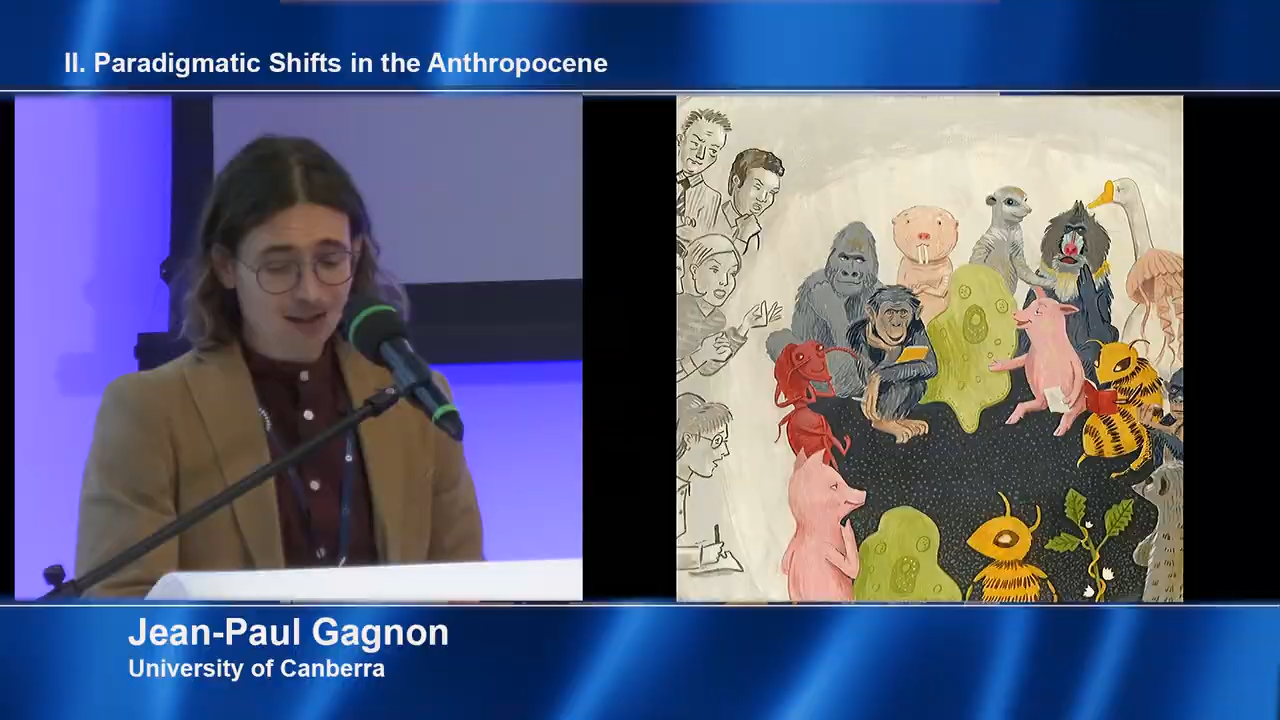 II. Paradigmatic Shifts in the Anthropocene
Jean-Paul Gagnon
University of Canberra